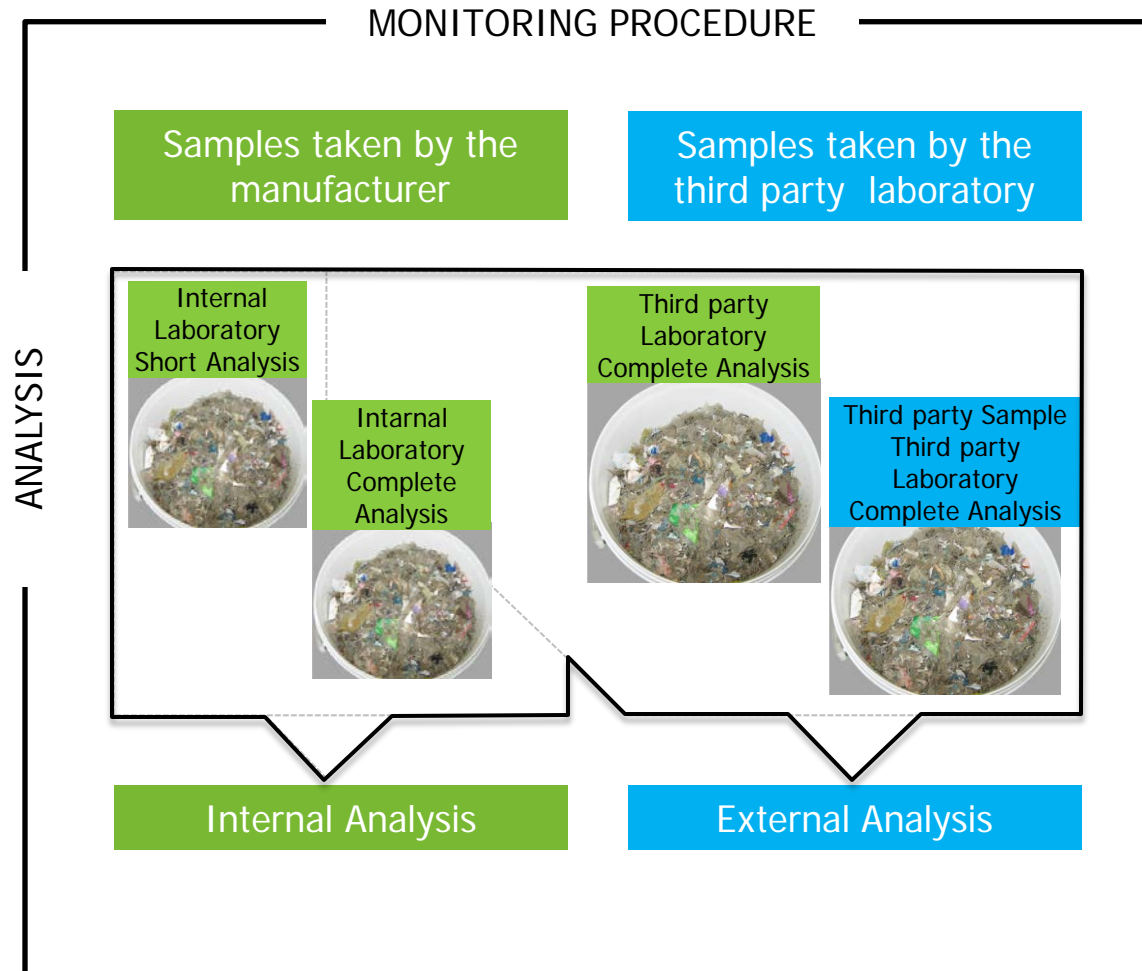 MONITORING PROCEDURE
Samples taken by the
manufacturer
Samples taken by the
third party laboratory
ANALYSIS
Internal
Laboratory
Short Analysis
Intarnal
Laboratory
Complete
Analysis
Third party
Laboratory
Complete Analysis
Third party Sample
Third party
Laboratory
Complete Analysis
Internal Analysis
External Analysis